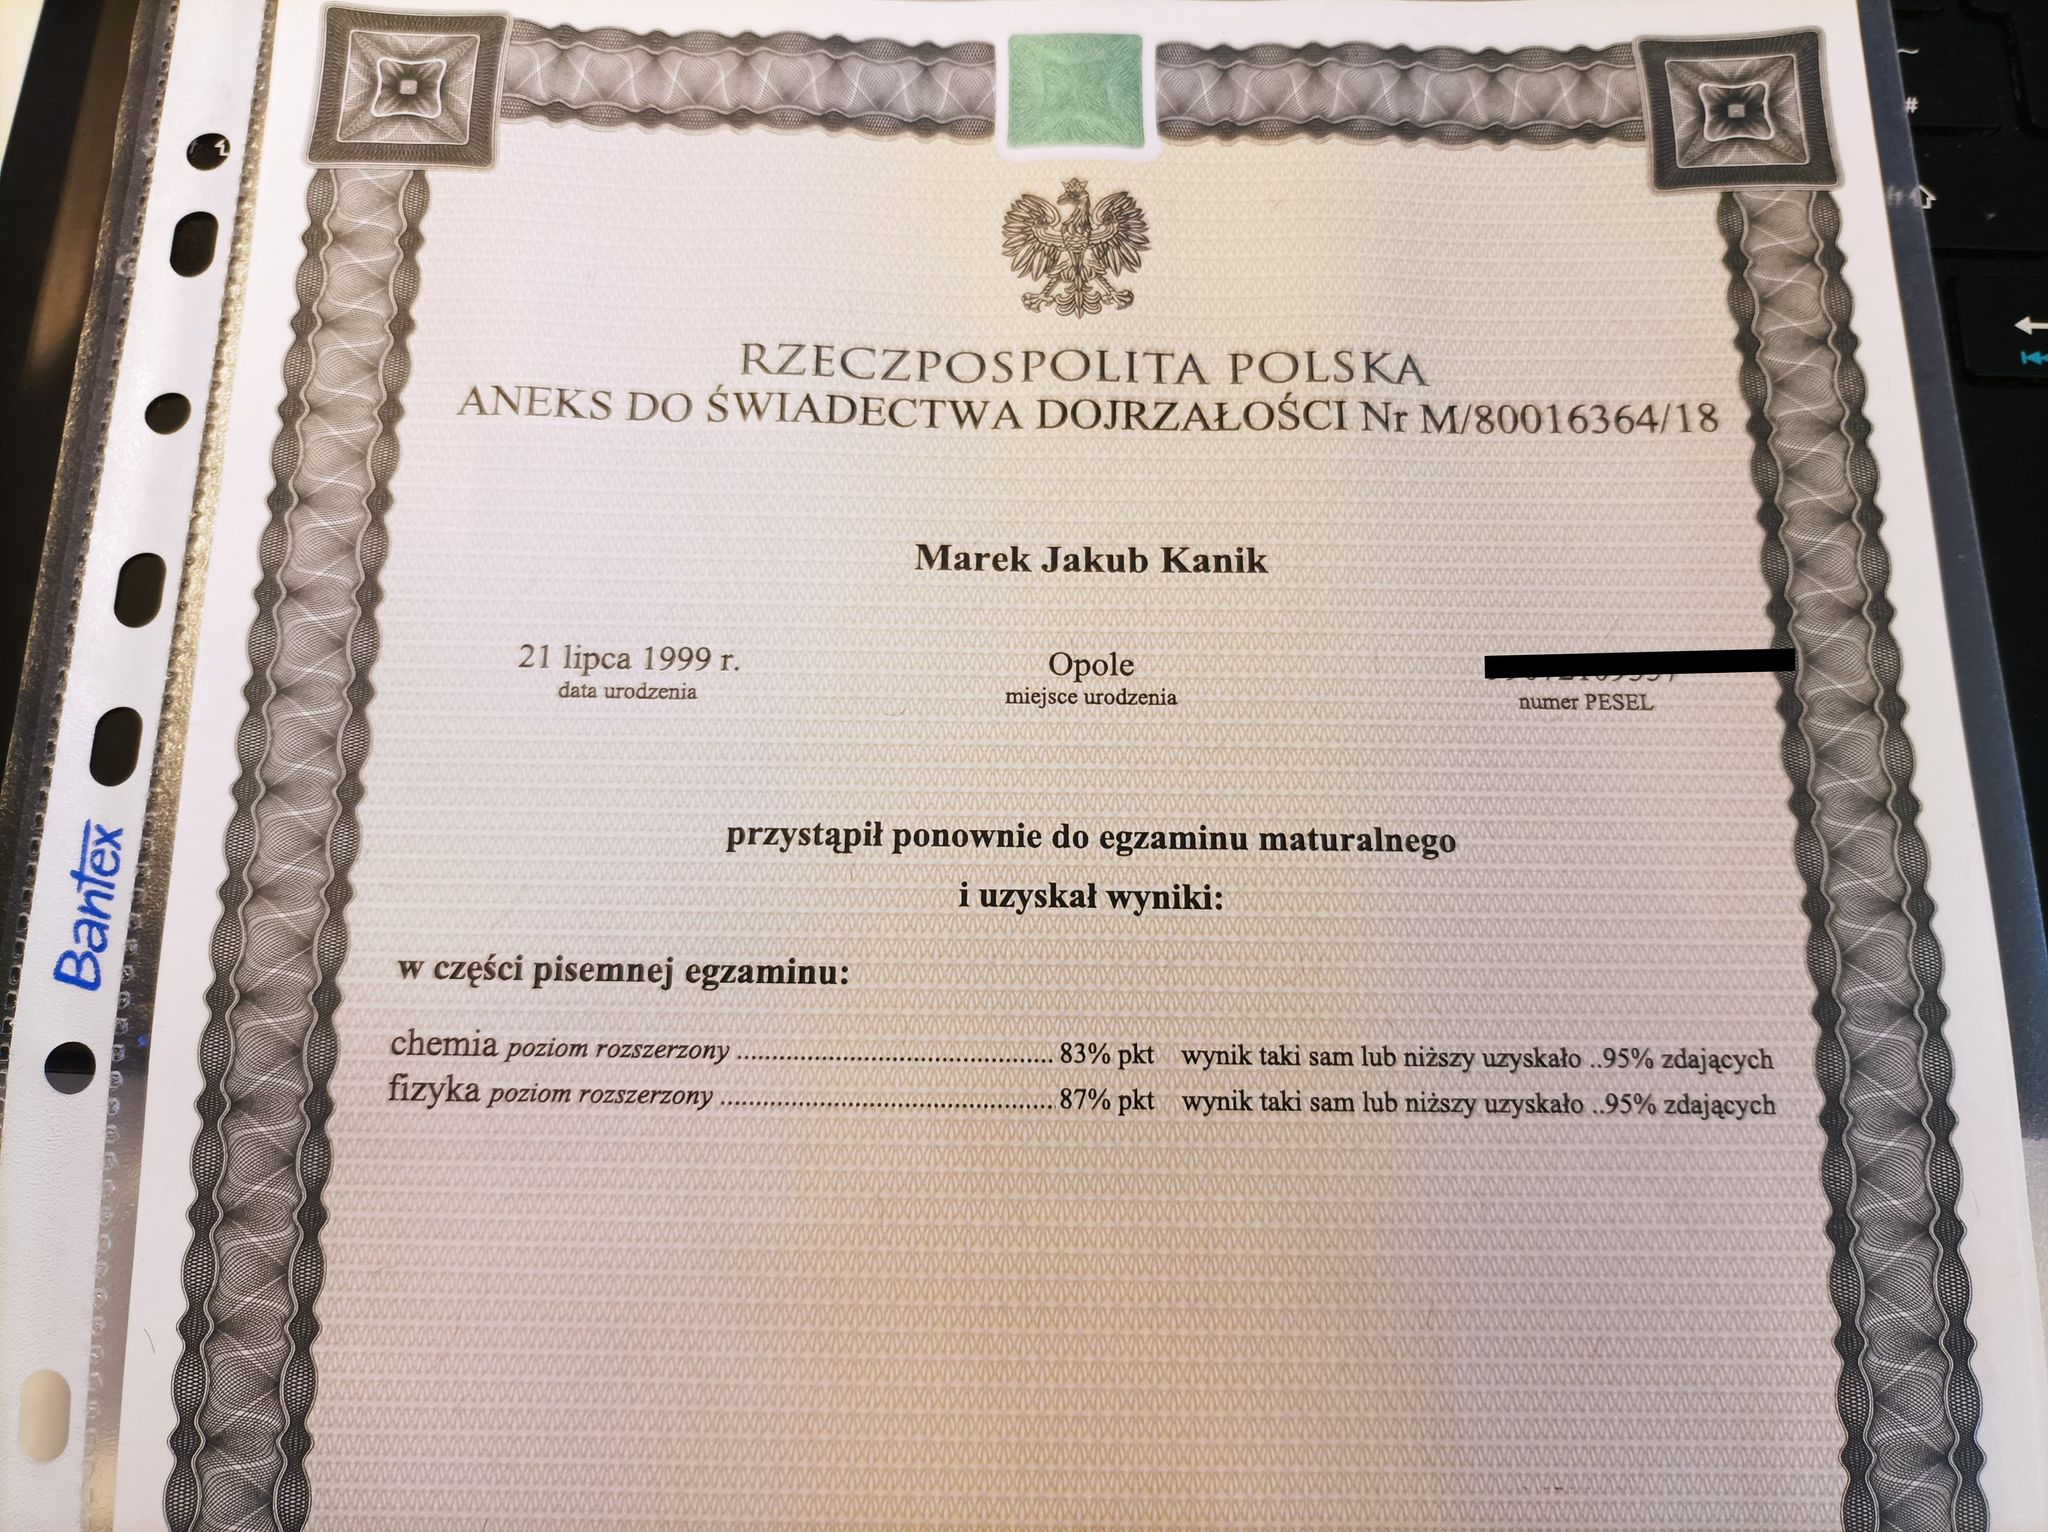 RZECZPOSPOLITA POLSKA
ANEKS DO ŚWIADECTWA DOJRZAŁOŚCI Nr M/80016364/18
Marek Jakub Kanik
21 lipca 1999 r. Opole
data urodzenia miejsce urodzenia numer PESEL
przystąpił ponownie do egzaminu maturalnego
i uzyskał wyniki:
w części pisemnej egzaminu:
chemia poziom rozszerzony ........................................... 83% pkt wynik taki sam lub niższy uzyskało ..95% zdających
fizyka poziom rozszerzony ............................................. 87% pkt wynik taki sam lub niższy uzyskało ..95% zdających
Bantex